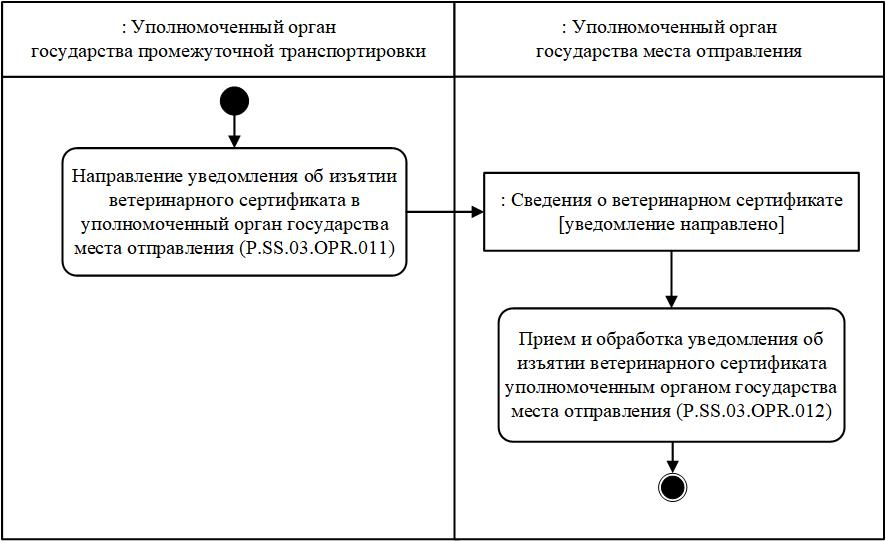 : Уполномоченный орган
государства промежуточной транспортировки
: Уполномоченный орган
государства места отправления
Направление уведомления об изъятии
ветеринарного сертификата в
уполномоченный орган государства
места отправления (P.SS.03.OPR.011)
: Сведения о ветеринарном сертификате
[уведомление направлено]
Прием и обработка уведомления об
изъятии ветеринарного сертификата
уполномоченным органом государства
места отправления (P.SS.03.OPR.012)